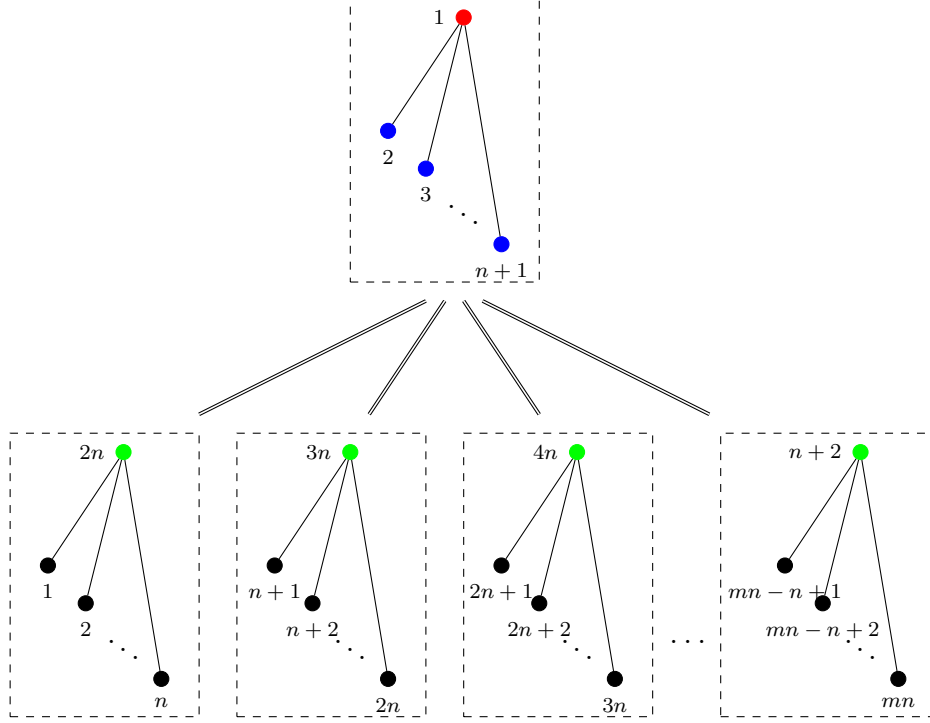 1
2
3
⋱
n + 1
2n
1
2
⋱
n
3n
n + 1
n + 2
⋱
2n
4n
2n + 1
2n + 2
⋱
3n
…
n + 2
mn − n + 1
mn − n + 2
⋱
mn